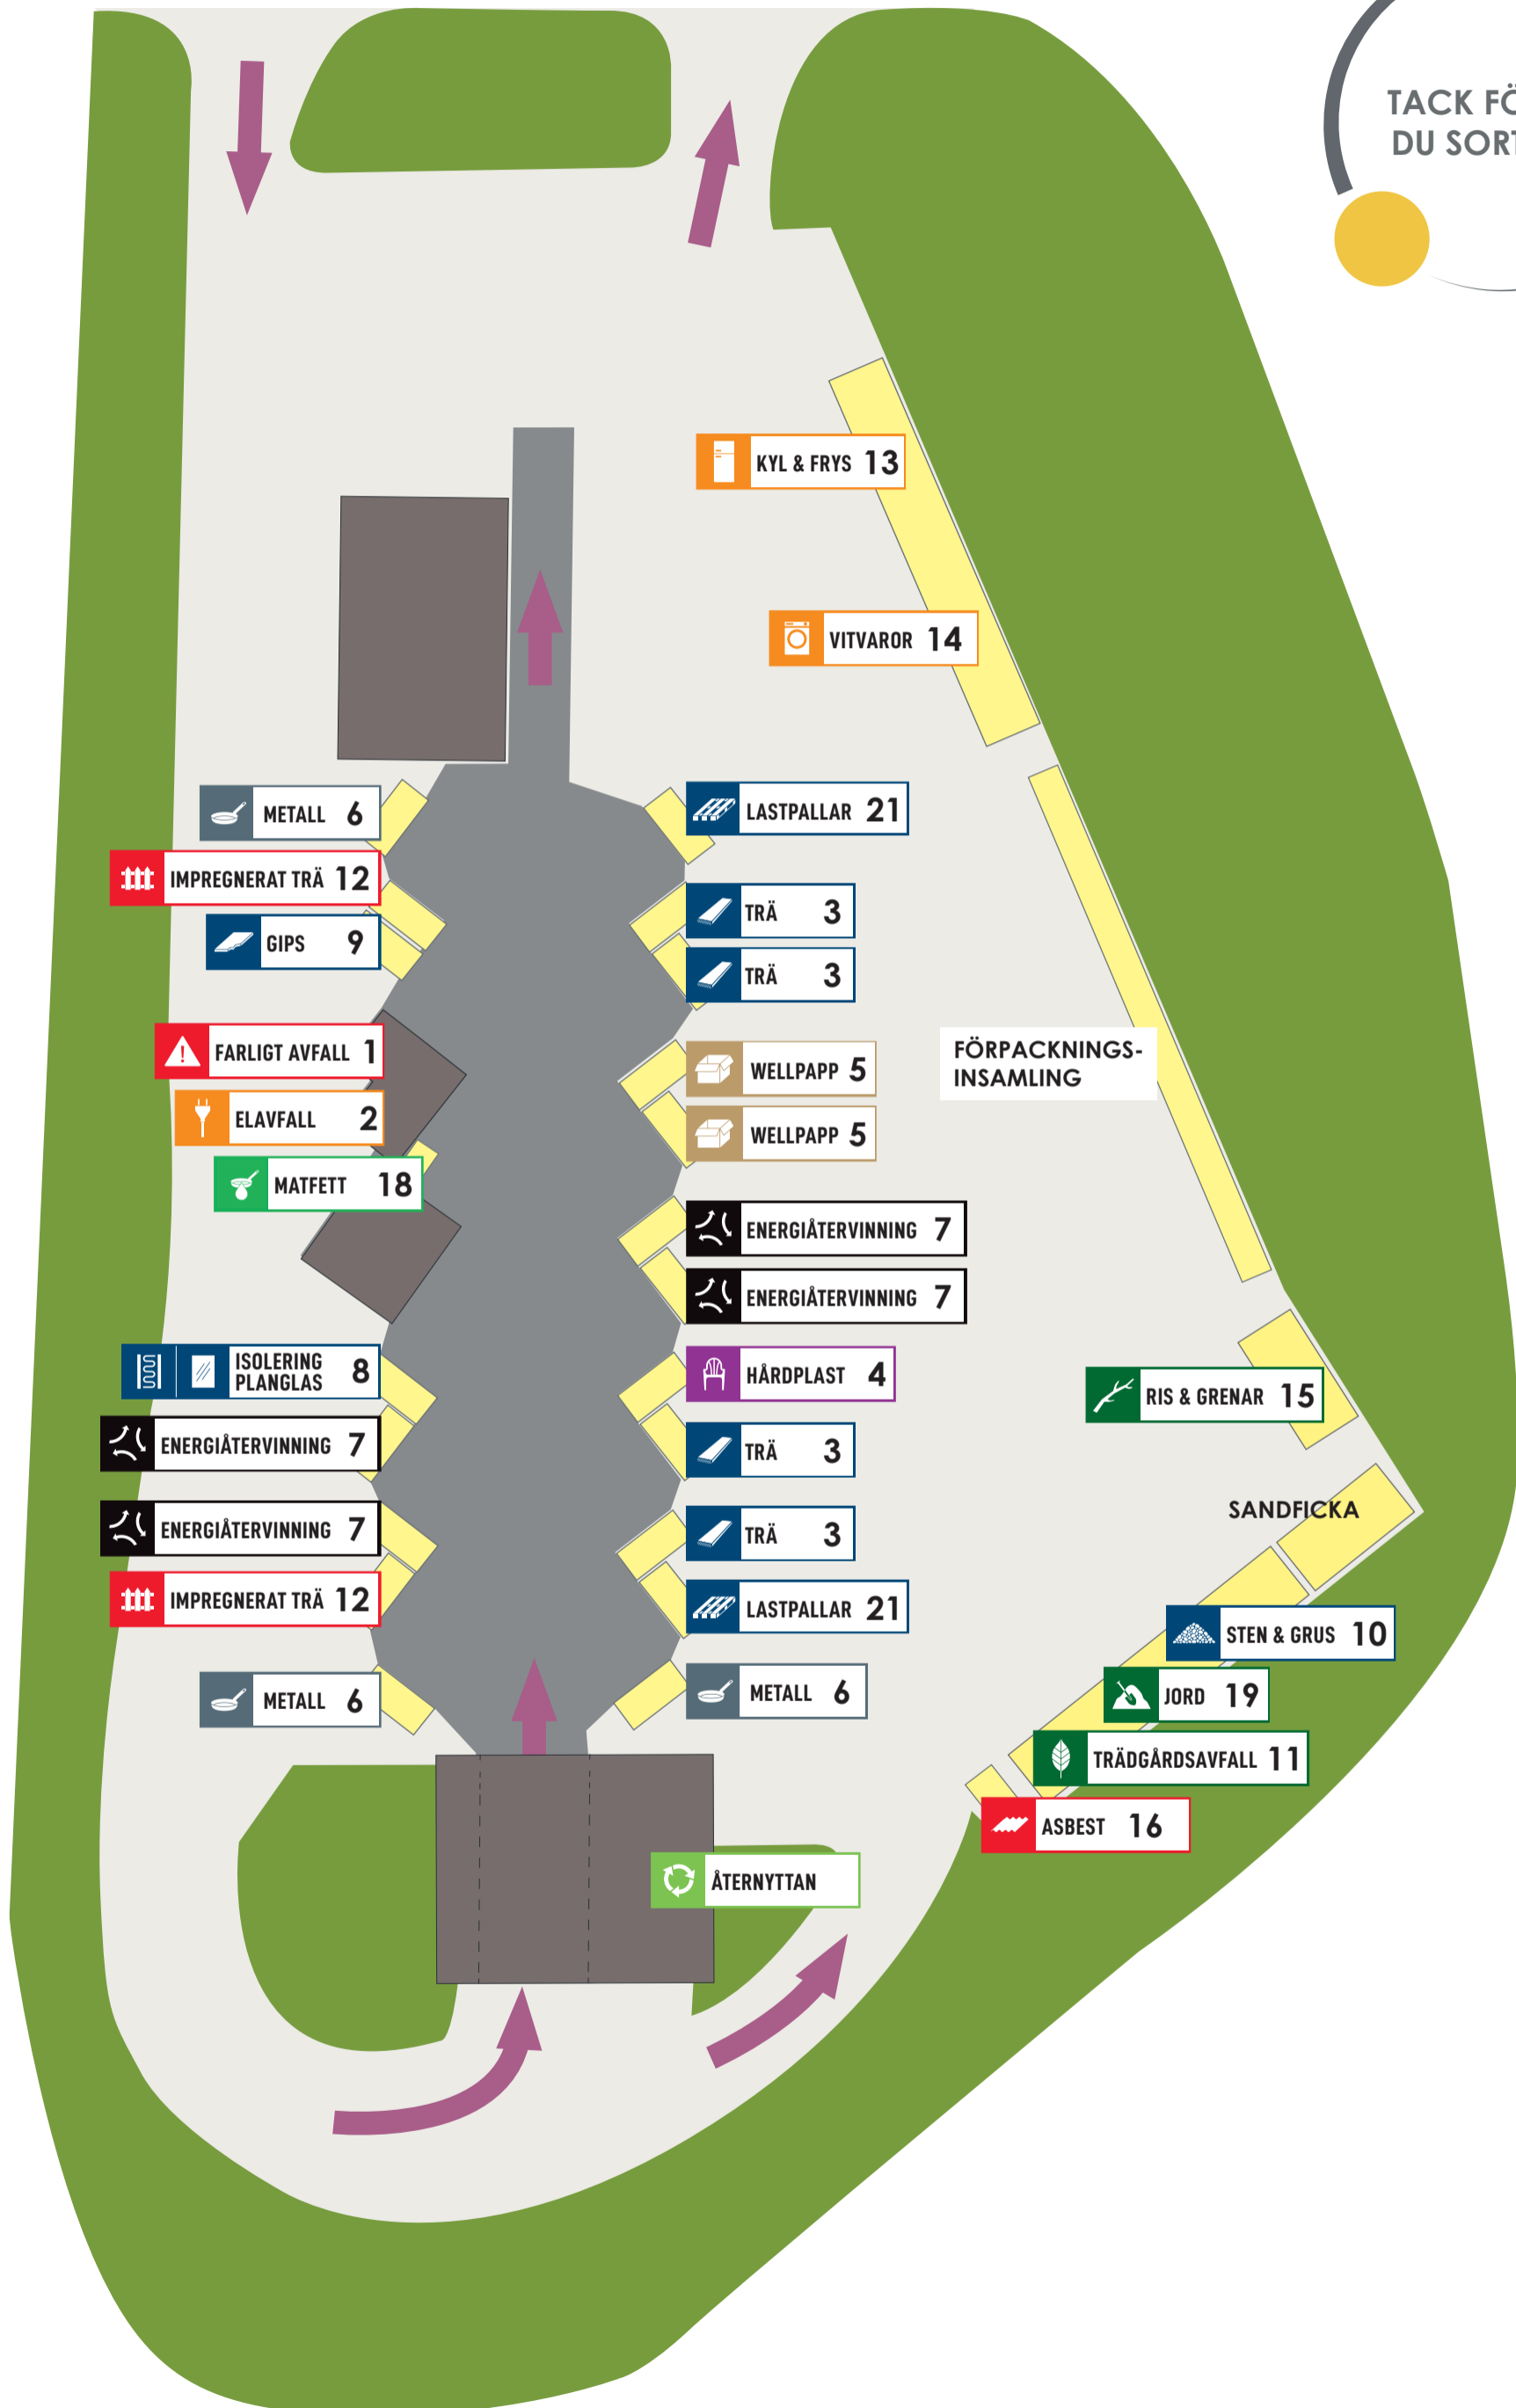 TACK FÖ
DU SORT
KYL & FRYS 13
VITVAROR 14
METALL 6
IMPREGNERAT TRÄ 12
GIPS 9
FARLIGT AVFALL 1
ELAVFALL 2
MATFETT 18
ISOLERING
PLANGLAS 8
ENERGIÅTERVINNING 7
ENERGIÅTERVINNING 7
IMPREGNERAT TRÄ 12
METALL 6
LASTPALLAR 21
TRÄ 3
TRÄ 3
WELLPAPP 5
WELLPAPP 5
ENERGIÅTERVINNING 7
ENERGIÅTERVINNING 7
HÅRDPLAST 4
TRÄ 3
TRÄ 3
LASTPALLAR 21
METALL 6
FÖRPACKNINGS-
INSAMLING
RIS & GRENAR 15
SANDFICKA
STEN & GRUS 10
JORD 19
TRÄDGÅRDSAVFALL 11
ASBEST 16
ÅTERNYTTAN